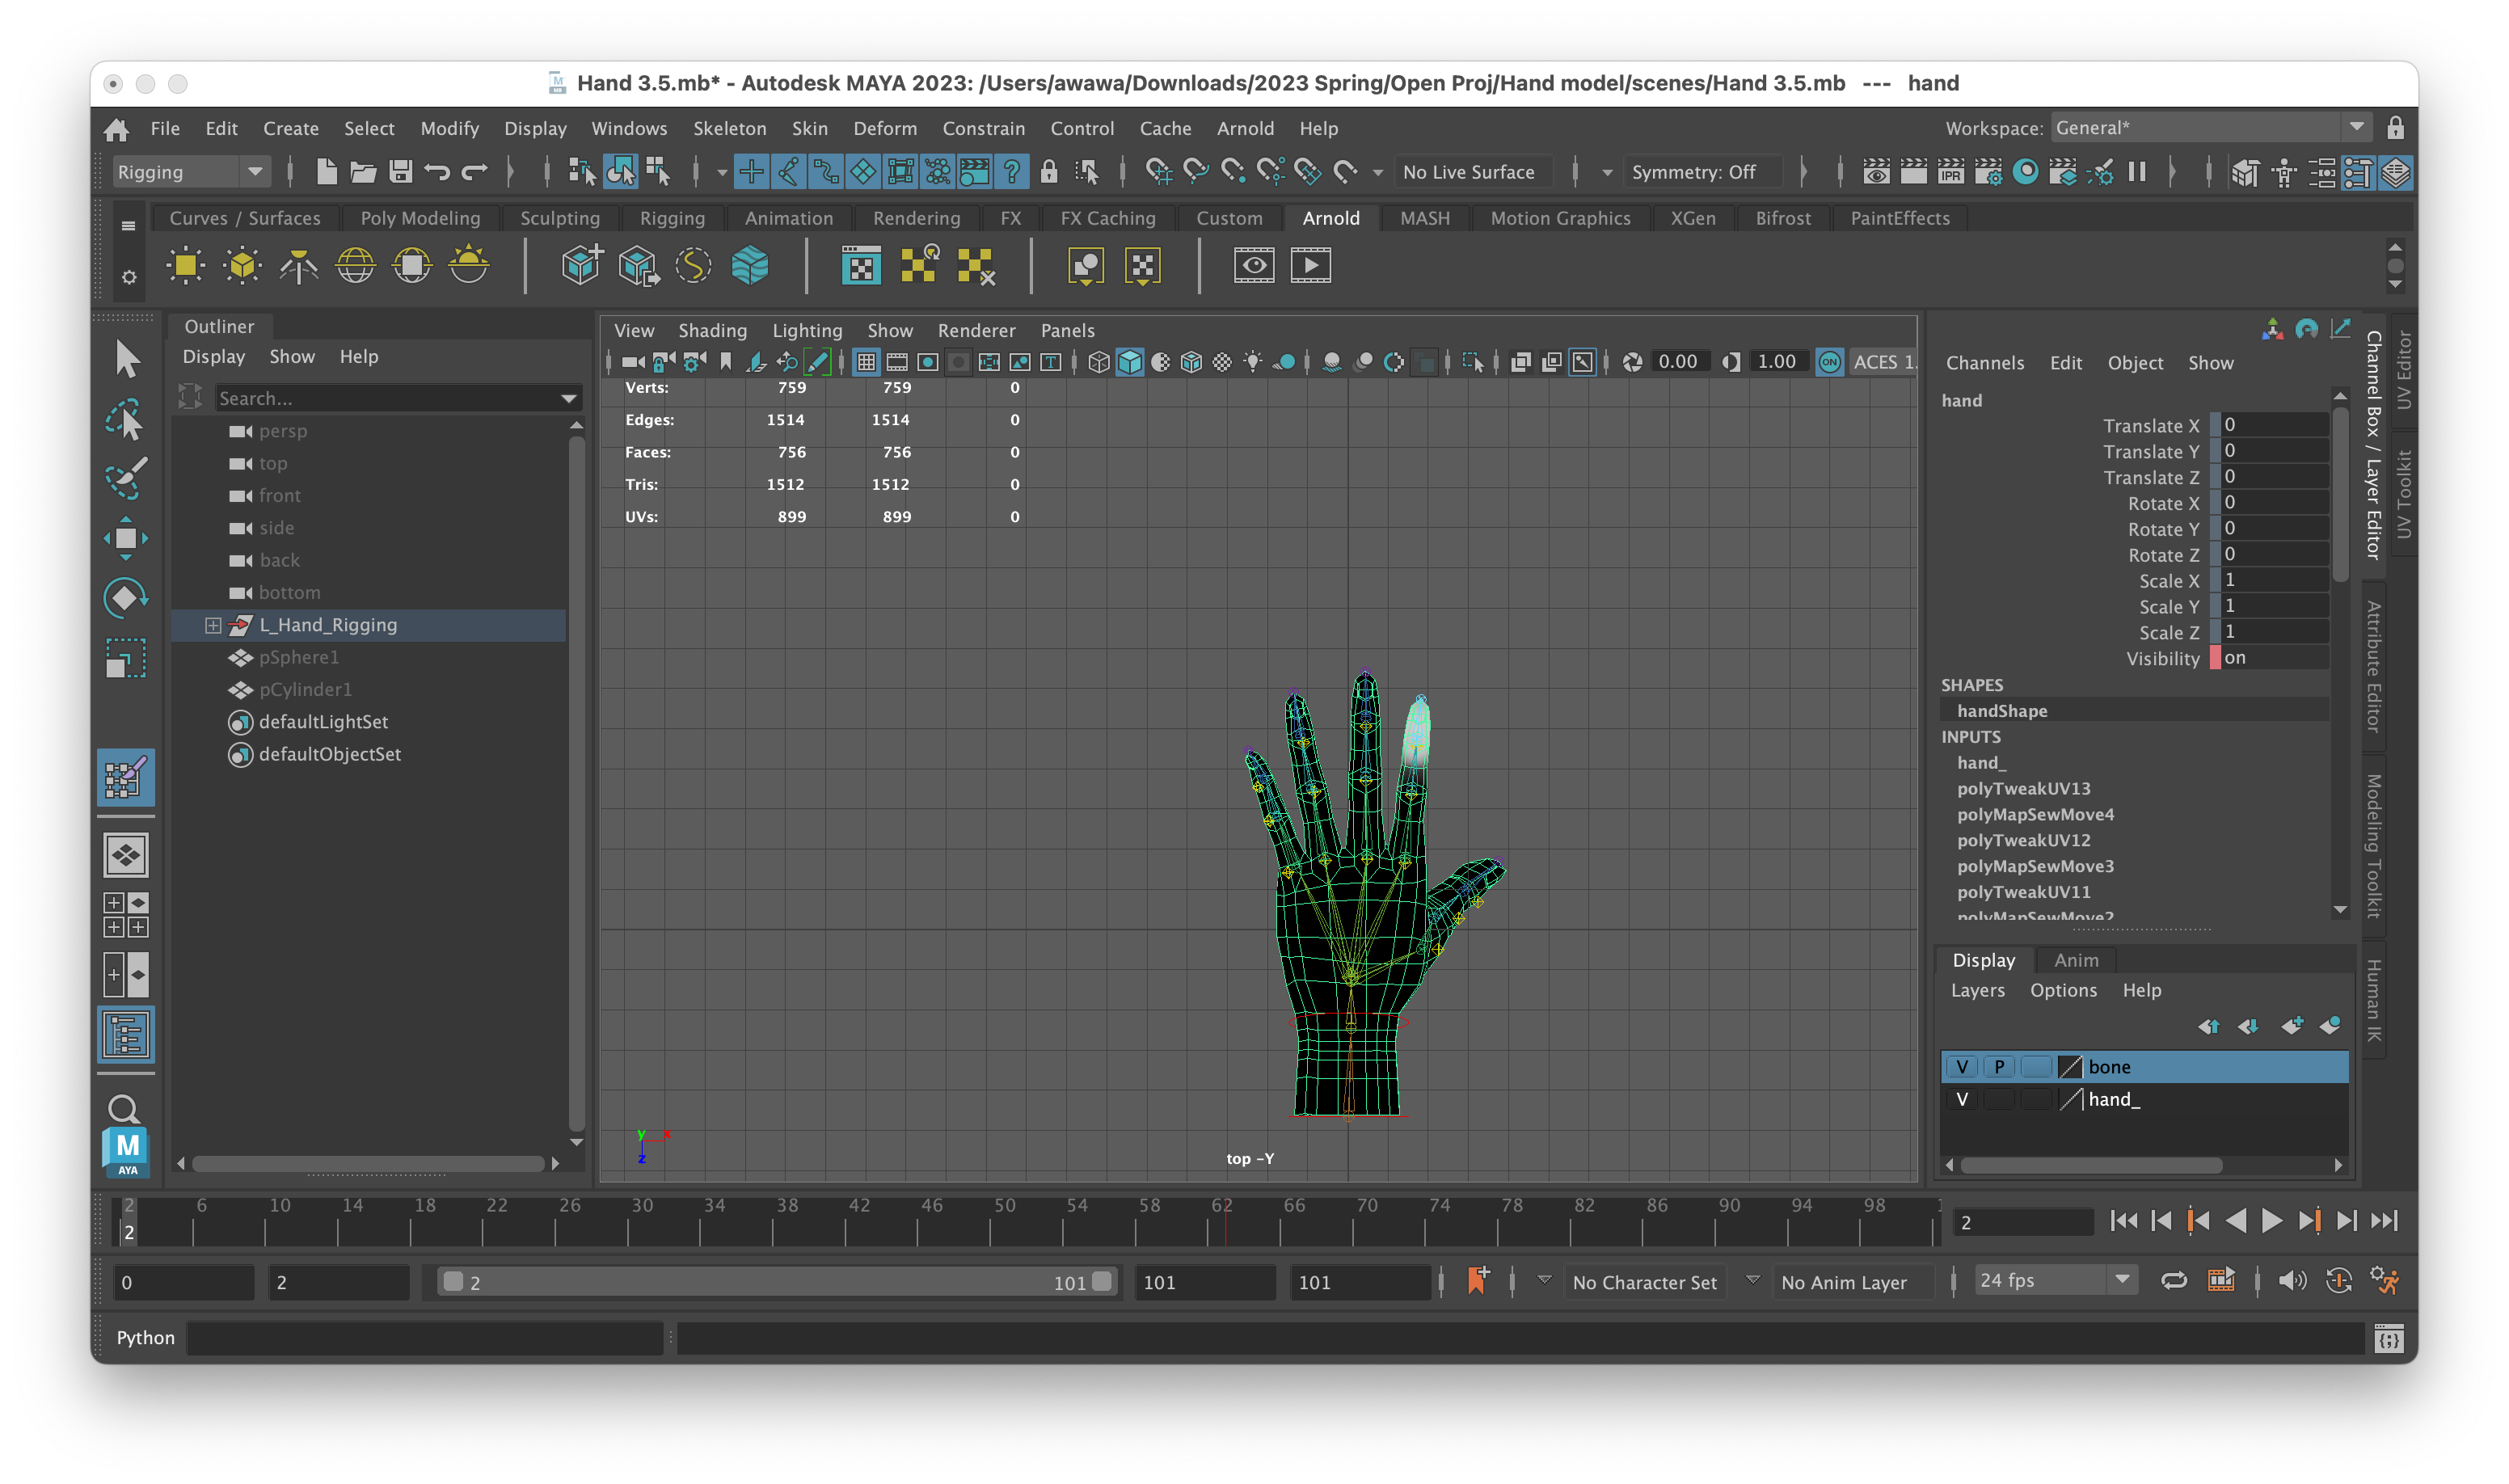 Hand 3.5.mb* - Autodesk MAYA 2023: /Users/awawa/Downloads/2023 Spring/Open Proj/Hand model/scenes/Hand 3.5.mb --- hand
File Edit Create Select Modify Display Windows Skeleton Skin Deform Constrain Control Cache Arnold Help Workspace: General*
Rigging No Live Surface Symmetry: Off IPR
Curves / Surfaces Poly Modeling Sculpting Rigging Animation Rendering FX FX Caching Custom Arnold MASH Motion Graphics XGen Bifrost PaintEffects
Outliner
Display Show Help
Search...
persp
top
front
side
back
bottom
L_Hand_Rigging
pSphere1
pCylinder1
defaultLightSet
defaultObjectSet
M
AYA
View Shading Lighting Show Renderer Panels
0.00 1.00 ON ACES 1.
Verts: 759 759 0
Edges: 1514 1514 0
Faces: 756 756 0
Tris: 1512 1512 0
UVs: 899 899 0
y x
z
top -Y
Channels Edit Object Show
hand
Translate X 0
Translate Y 0
Translate Z 0
Rotate X 0
Rotate Y 0
Rotate Z 0
Scale X 1
Scale Y 1
Scale Z 1
Visibility on
SHAPES
handShape
INPUTS
hand_
polyTweakUV13
polyMapSewMove4
polyTweakUV12
polyMapSewMove3
polyTweakUV11
polyMapSewMove2
Display Anim
Layers Options Help
V P bone
V hand_
Channel Box / Layer Editor
Attribute Editor
Modeling Toolkit
Human IK
UV Editor
UV Toolkit
2 6 10 14 18 22 26 30 34 38 42 46 50 54 58 62 66 70 74 78 82 86 90 94 98
2 2
0 2 2 101 101 101 No Character Set No Anim Layer 24 fps
Python